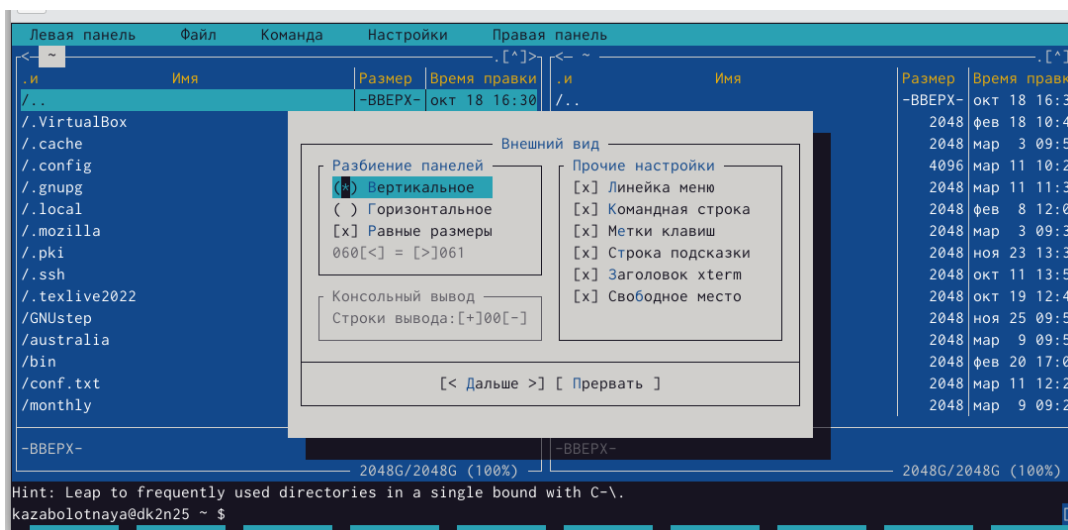 Левая панель Файл Команда Настройки Правая панель
<— ~ .[^]> <— ~ .[^]
.и Имя Размер Время правки .и Имя Размер Время правк
/.. -ВВЕРХ- окт 18 16:30 /.. -ВВЕРХ- окт 18 16:3
/.VirtualBox 2048 фев 18 10:4
/.cache 2048 мар 3 09:5
/.config 4096 мар 11 10:2
/.gnupg 2048 мар 11 11:3
/.local 2048 фев 8 12:0
/.mozilla 2048 мар 3 09:3
/.pki 2048 ноя 23 13:3
/.ssh 2048 окт 11 13:5
/.texlive2022 2048 окт 19 12:4
/GNUstep 2048 ноя 25 09:5
/australia 2048 мар 9 09:5
/bin 2048 фев 20 17:0
/conf.txt 2048 мар 11 12:2
/monthly 2048 мар 9 09:2
Внешний вид
Разбиение панелей
(*) Вертикальное
( ) Горизонтальное
[x] Равные размеры
060[<] = [>]061
Консольный вывод
Строки вывода:[+]00[-]
Прочие настройки
[x] Линейка меню
[x] Командная строка
[x] Метки клавиш
[x] Строка подсказки
[x] Заголовок xterm
[x] Свободное место
[< Дальше >] [ Прервать ]
-ВВЕРХ- -ВВЕРХ-
2048G/2048G (100%) 2048G/2048G (100%)
Hint: Leap to frequently used directories in a single bound with C-\.
kazabolotnaya@dk2n25 ~ $